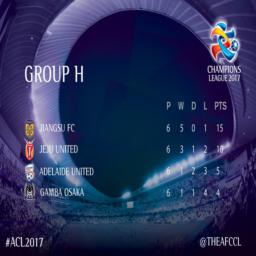 CHAMPIONS
LEAGUE 2017
GROUP H
P W D L PTS
JIANGSU FC 6 5 0 1 15
JEJU UNITED 6 3 1 2 10
ADELAIDE UNITED 6 1 2 3 5
GAMBA OSAKA 6 1 1 4 4
#ACL2017
@THEAFCCL